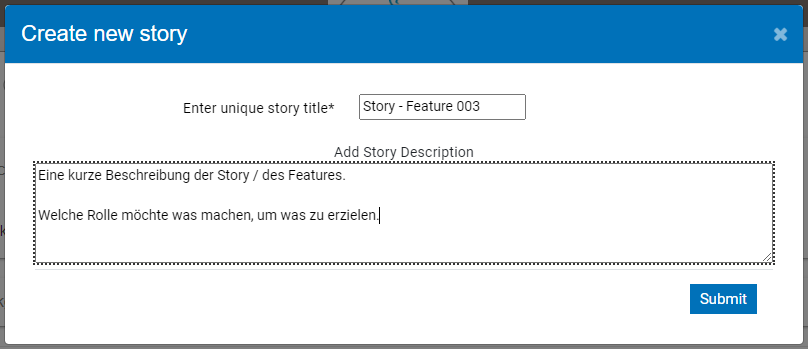 Create new story
Enter unique story title*
Story - Feature 003
Add Story Description
Eine kurze Beschreibung der Story / des Features.
Welche Rolle möchte was machen, um was zu erzielen.
Submit